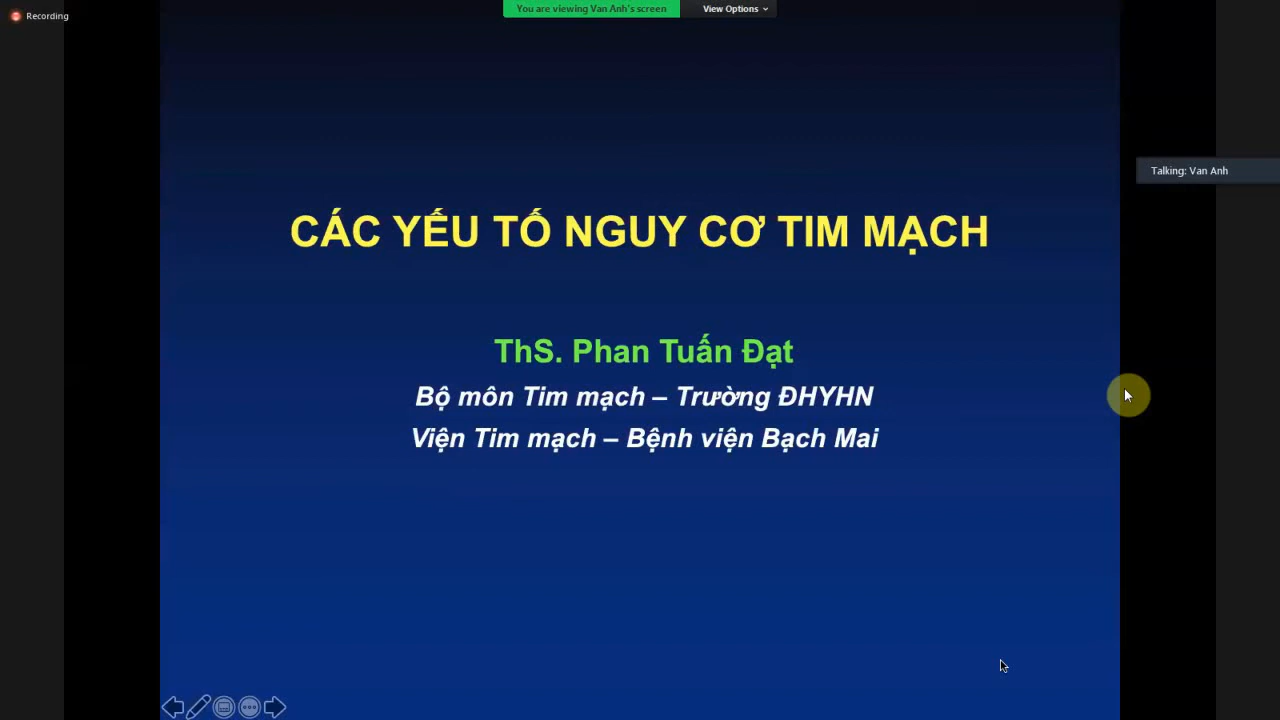 Recording
You are viewing Van Anh's screen
View Options
Talking: Van Anh
CÁC YẾU TỐ NGUY CƠ TIM MẠCH
ThS. Phan Tuấn Đạt
Bộ môn Tim mạch – Trường ĐHYHN
Viện Tim mạch – Bệnh viện Bạch Mai